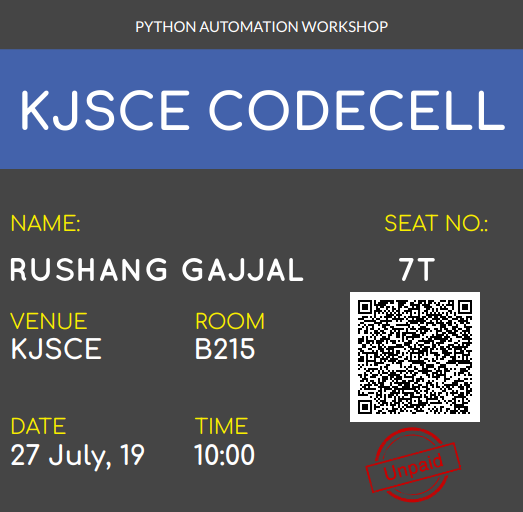 PYTHON AUTOMATION WORKSHOP
KJSCE CODECELL
NAME: SEAT NO.:
RUSHANG GAJJAL 7T
VENUE ROOM
KJSCE B215
DATE TIME
27 July, 19 10:00
Unpaid